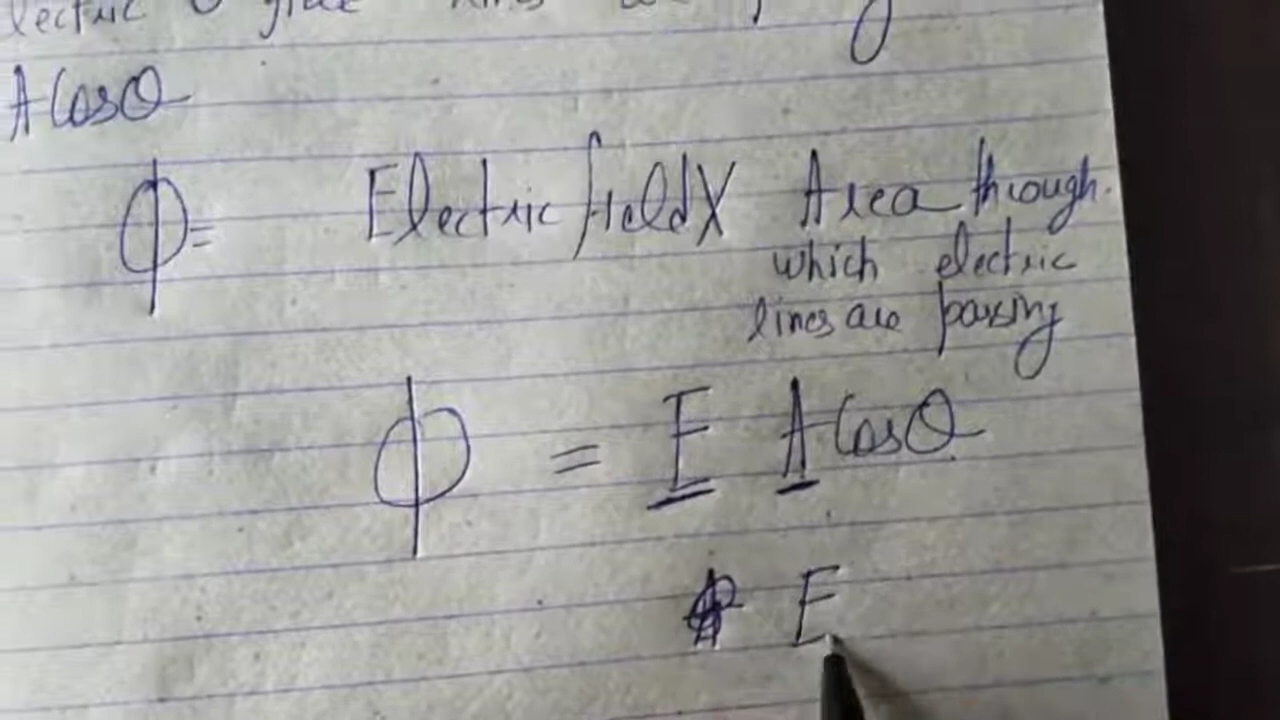 A Cosθ
ϕ = Electric field X Area through
which electric
lines are passing
ϕ = E A Cosθ
E